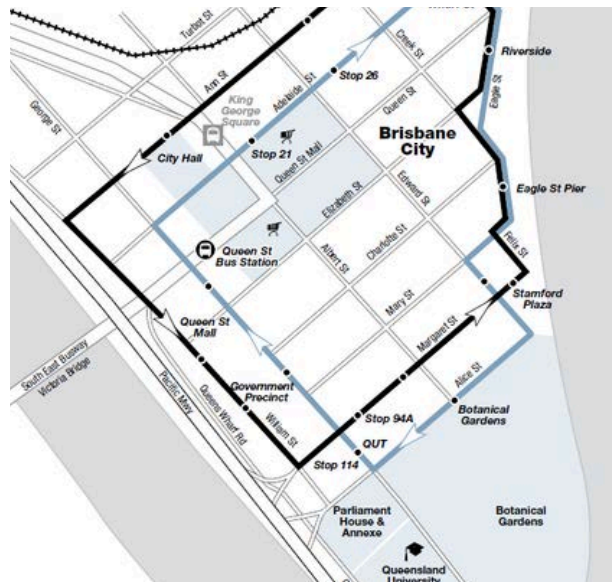 Turbot St
Creek St
Riverside
Ann St
Stop 26
Eagle St
George St
Adelaide St
King
George
Square
Queen St
Brisbane
City
City Hall
Stop 21
Queen St Mall
Edward St
Eagle St Pier
Elizabeth St
Queen St
Bus Station
Albert St
Charlotte St
Felix St
Mary St
Stamford
Plaza
Queen St
Mall
South East Busway
Victoria Bridge
Pacific Mwy
Margaret St
Government
Precinct
Alice St
Queens Wharf Rd
William St
Stop 94A
Botanical
Gardens
QUT
Stop 114
Parliament
House &
Annexe
Botanical
Gardens
Queensland
University